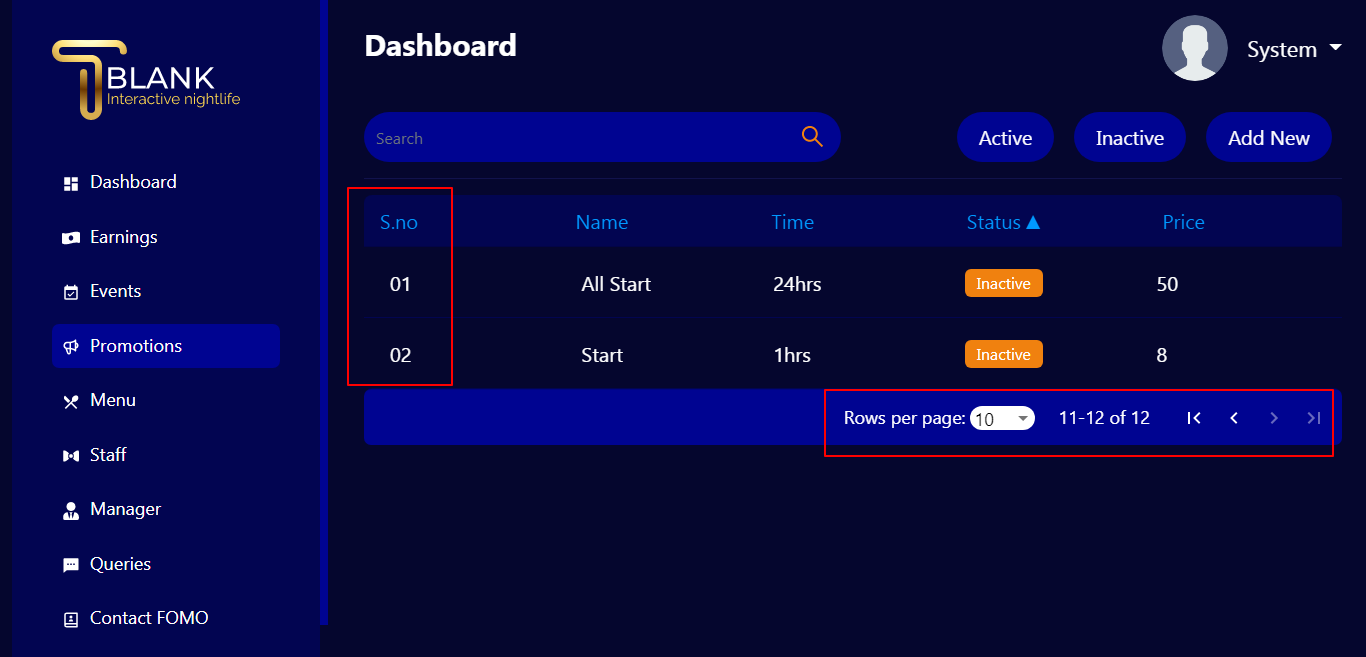 BLANK
Interactive nightlife
Dashboard
Earnings
Events
Promotions
Menu
Staff
Manager
Queries
Contact FOMO
Dashboard
System
Search
Active Inactive Add New
S.no Name Time Status ▲ Price
01 All Start 24hrs Inactive 50
02 Start 1hrs Inactive 8
Rows per page: 10 11-12 of 12